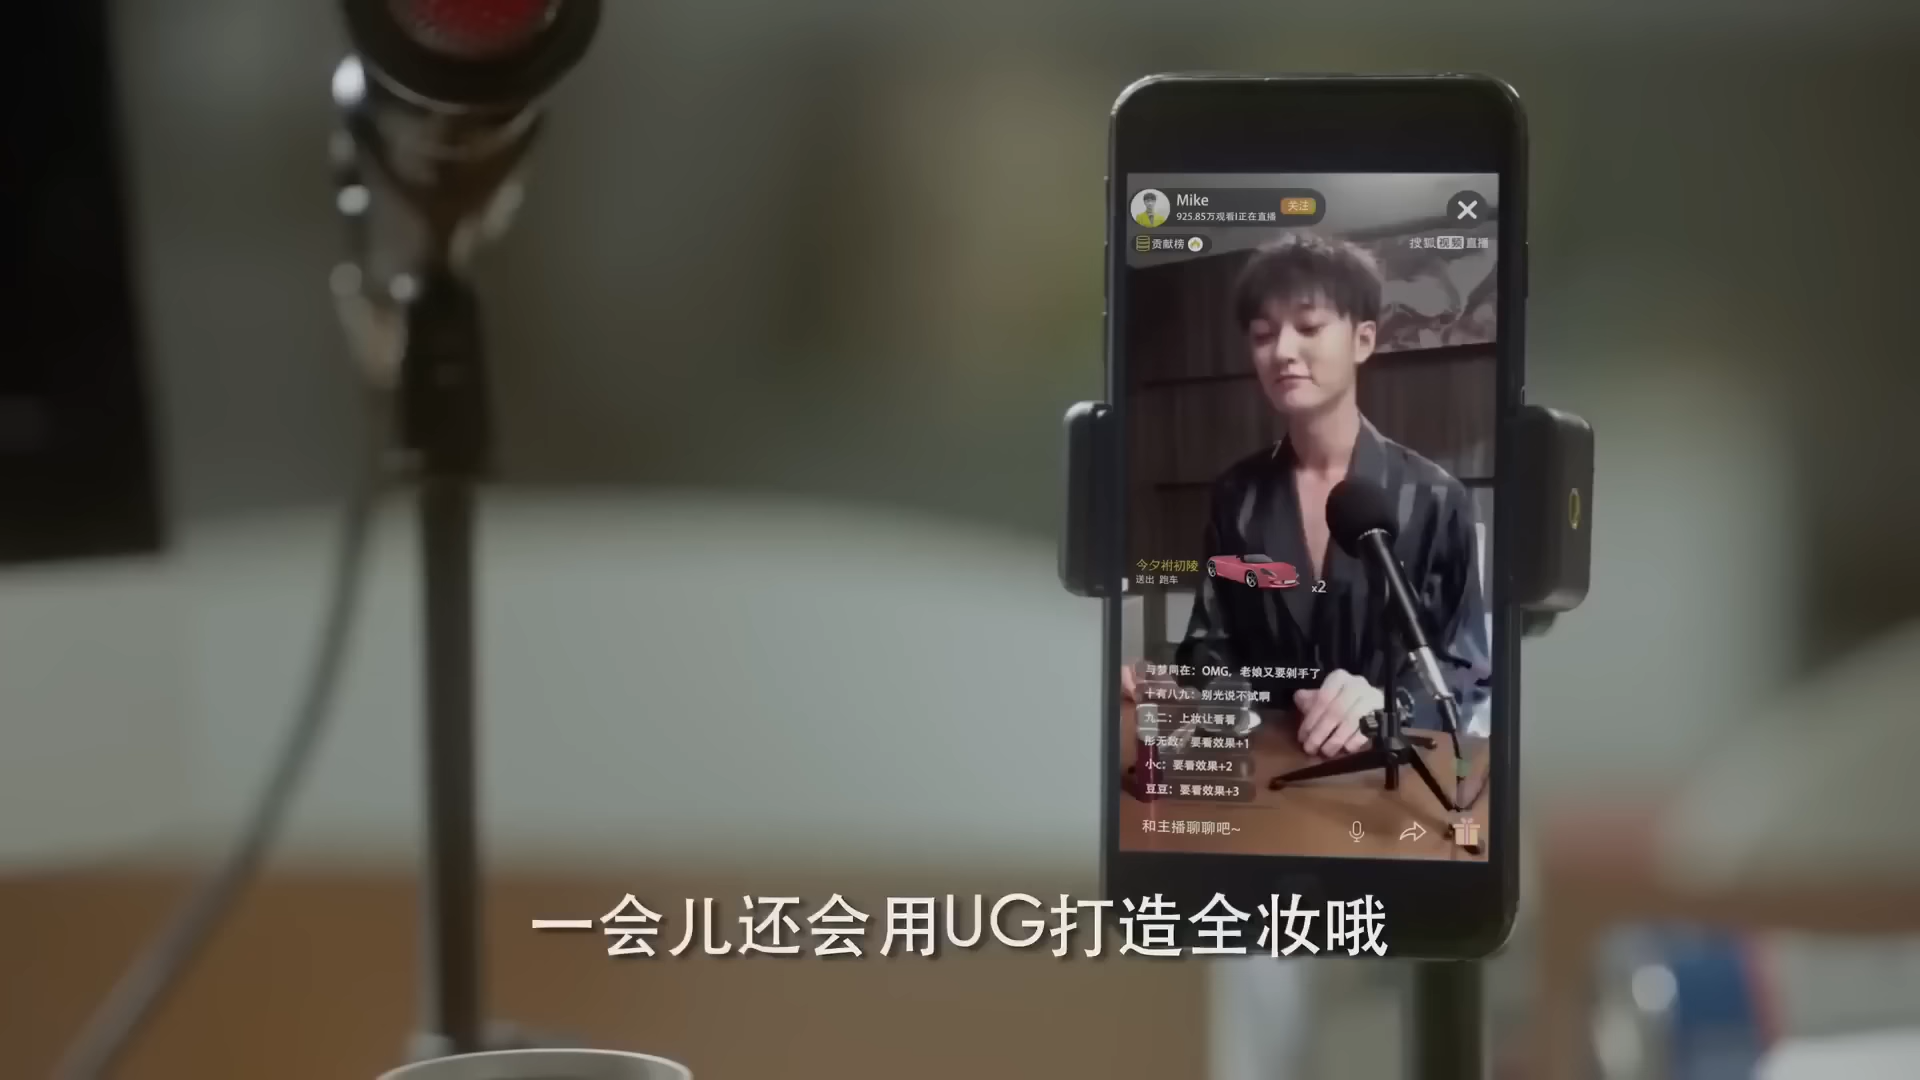 Mike
925.85万观看|正在直播
关注
贡献榜
搜狐视频直播
今夕祔初陵
送出 跑车
x2
与梦同在：OMG，老娘又要剁手了
十有八九：别光说不试啊
九二：上妆让看看
彤无敌：要看效果+1
小c：要看效果+2
豆豆：要看效果+3
和主播聊聊吧~
一会儿还会用UG打造全妆哦